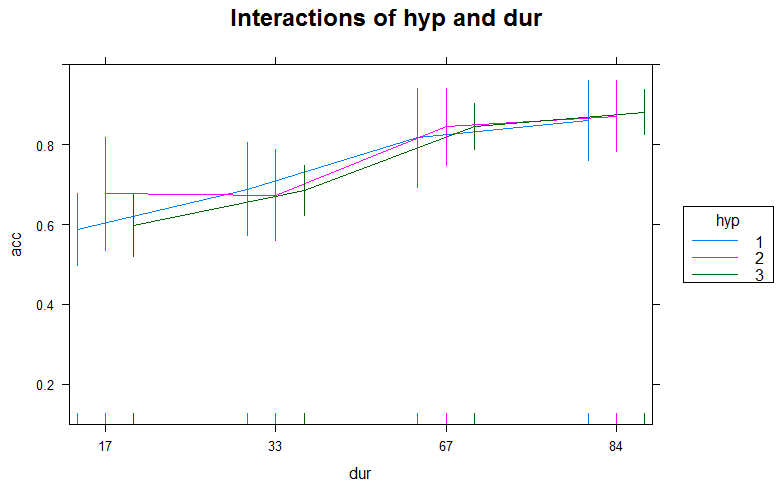 Interactions of hyp and dur
0.8
0.6
0.4
0.2
acc
17 33 67 84
dur
hyp
1
2
3